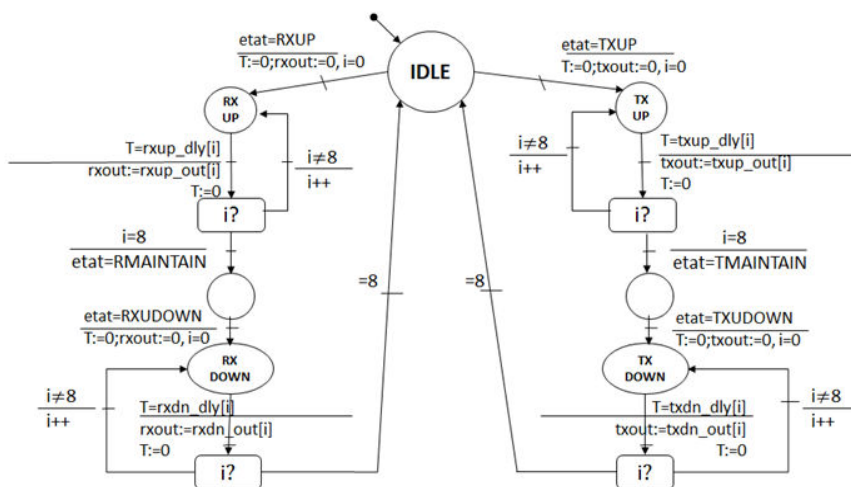 etat=RXUP
T:=0;rxout:=0, i=0
IDLE
etat=TXUP
T:=0;txout:=0, i=0
RX
UP
TX
UP
T=rxup_dly[i]
rxout:=rxup_out[i]
T:=0
i≠8
i++
i≠8
i++
T=txup_dly[i]
txout:=txup_out[i]
T:=0
i?
i?
i=8
etat=RMAINTAIN
i=8
etat=TMAINTAIN
=8
=8
etat=RXUDOWN
T:=0;rxout:=0, i=0
etat=TXUDOWN
T:=0;txout:=0, i=0
RX
DOWN
TX
DOWN
i≠8
i++
T=rxdn_dly[i]
rxout:=rxdn_out[i]
T:=0
T=txdn_dly[i]
txout:=txdn_out[i]
T:=0
i≠8
i++
i?
i?